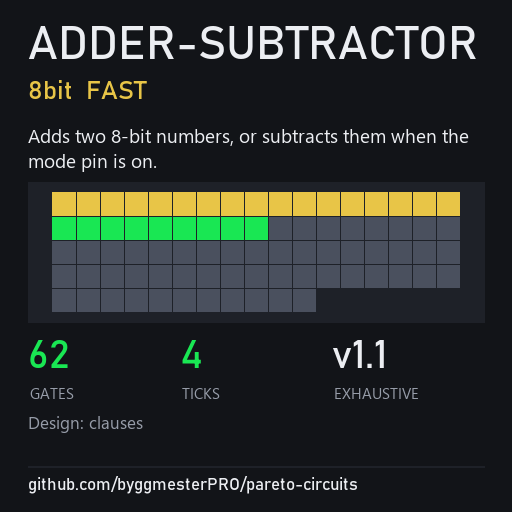 ADDER-SUBTRACTOR
8bit FAST
Adds two 8-bit numbers, or subtracts them when the
mode pin is on.
62 4 v1.1
GATES TICKS EXHAUSTIVE
Design: clauses
github.com/byggmesterPRO/pareto-circuits